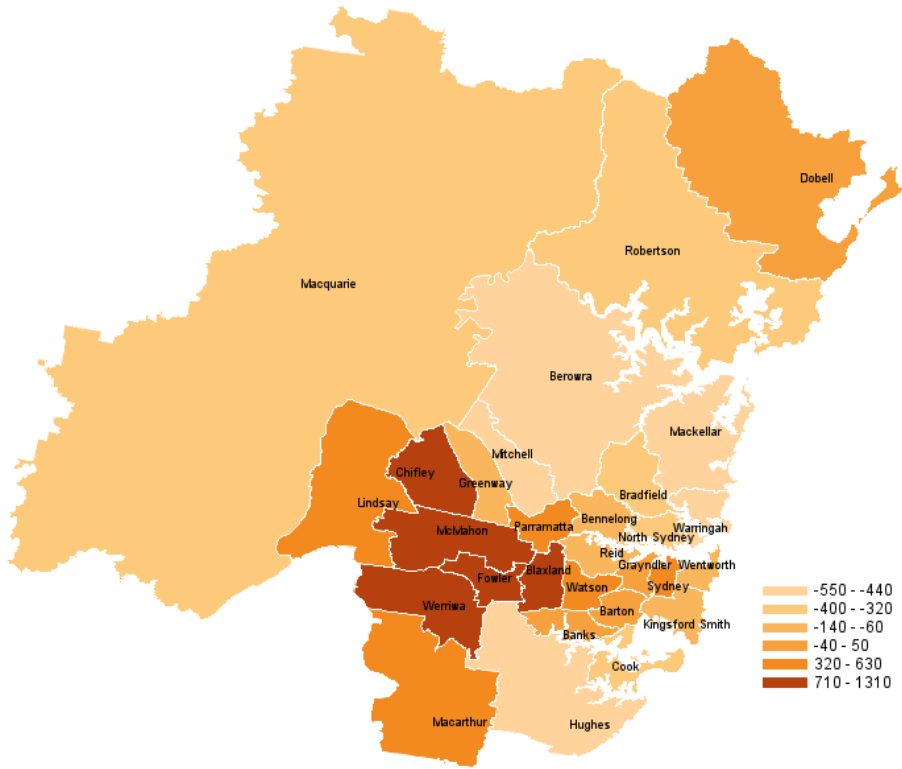 Dobell
Robertson
Macquarie
Berowra
Mackellar
Mitchell
Chifley
Greenway
Bradfield
Lindsay
Parramatta
Bennelong
Warringah
McMahon
North Sydney
Reid
Blaxland
Grayndler
Wentworth
Fowler
Watson
Sydney
Werriwa
Barton
Kingsford Smith
Banks
Cook
Macarthur
Hughes
-550 - -440
-400 - -320
-140 - -60
-40 - 50
320 - 630
710 - 1310